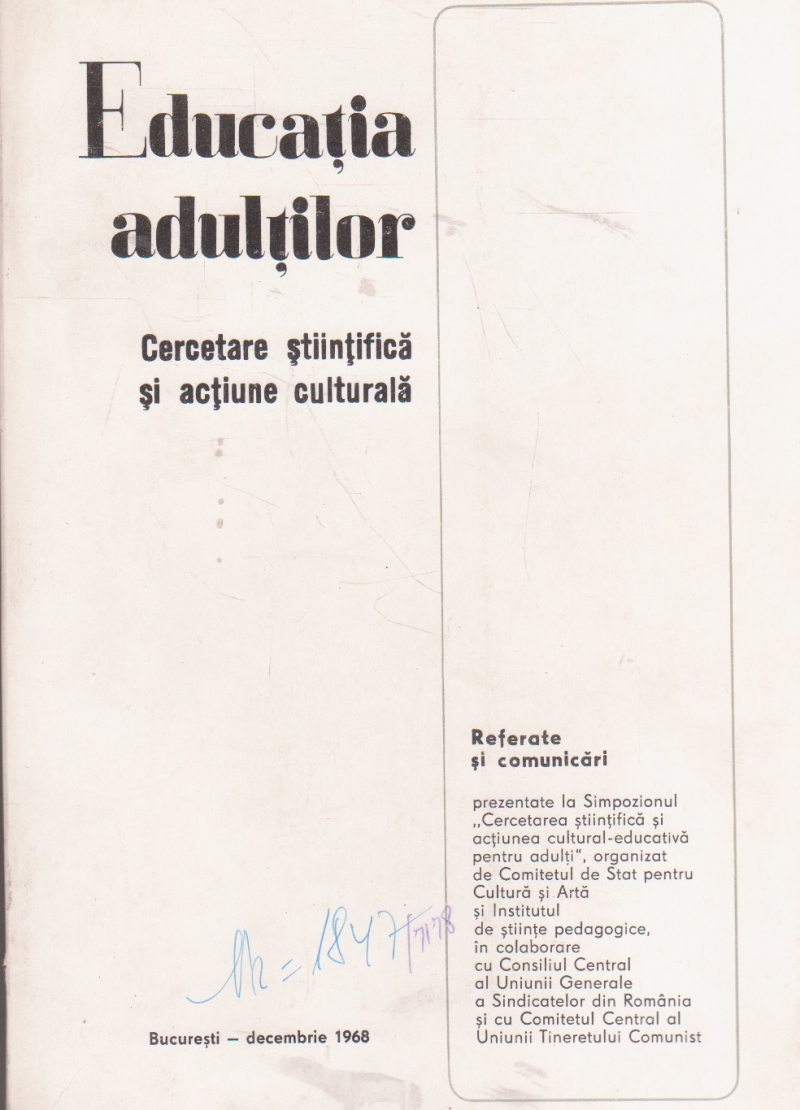 Educația
adulților
Cercetare științifică
și acțiune culturală
Referate
și comunicări
prezentate la Simpozionul
„Cercetarea științifică și
acțiunea cultural-educativă
pentru adulți“, organizat
de Comitetul de Stat pentru
Cultură și Artă
și Institutul
de științe pedagogice,
în colaborare
cu Consiliul Central
al Uniunii Generale
a Sindicatelor din România
și cu Comitetul Central al
Uniunii Tineretului Comunist
= 1847
București – decembrie 1968